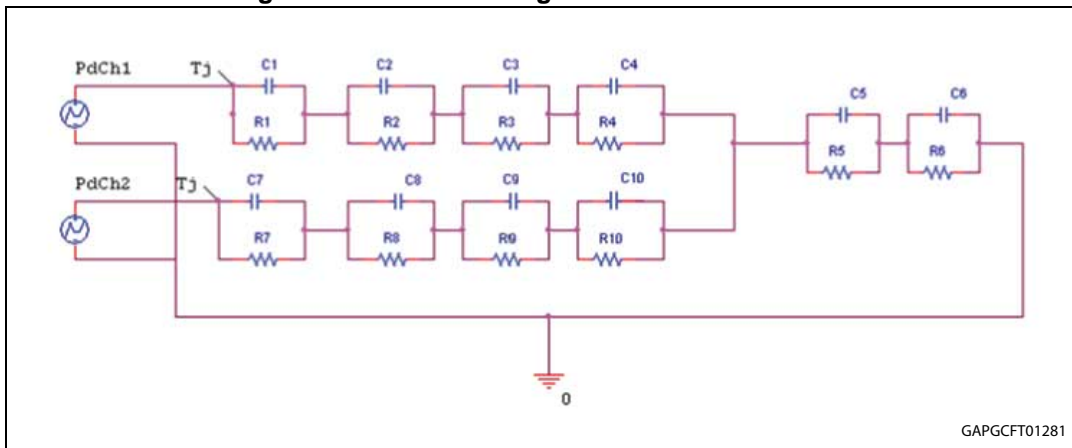 PdCh1
Tj
C1
C2
C3
C4
C5
C6
R1
R2
R3
R4
R5
R6
PdCh2
Tj
C7
C8
C9
C10
R7
R8
R9
R10
0
GAPGCFT01281